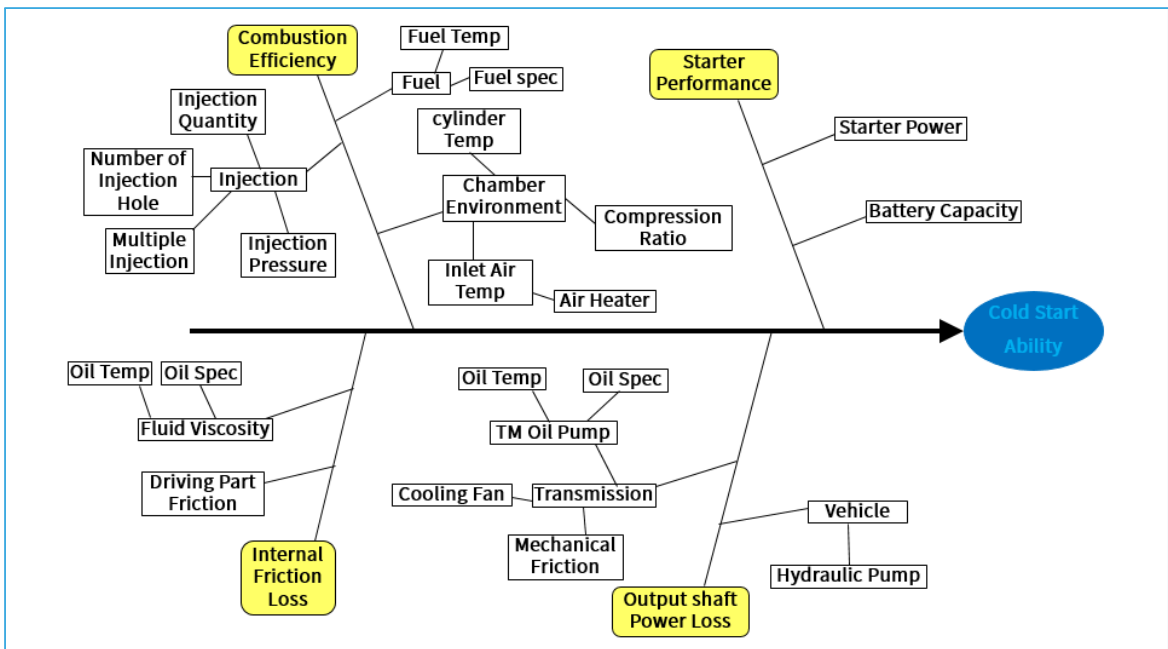 Combustion
Efficiency
Fuel Temp
Fuel
Fuel spec
Injection
Quantity
Number of
Injection
Hole
Injection
Multiple
Injection
Injection
Pressure
cylinder
Temp
Chamber
Environment
Compression
Ratio
Inlet Air
Temp
Air Heater
Starter
Performance
Starter Power
Battery Capacity
Cold Start
Ability
Oil Temp
Oil Spec
Fluid Viscosity
Driving Part
Friction
Internal
Friction
Loss
Oil Temp
Oil Spec
TM Oil Pump
Cooling Fan
Transmission
Mechanical
Friction
Vehicle
Hydraulic Pump
Output shaft
Power Loss